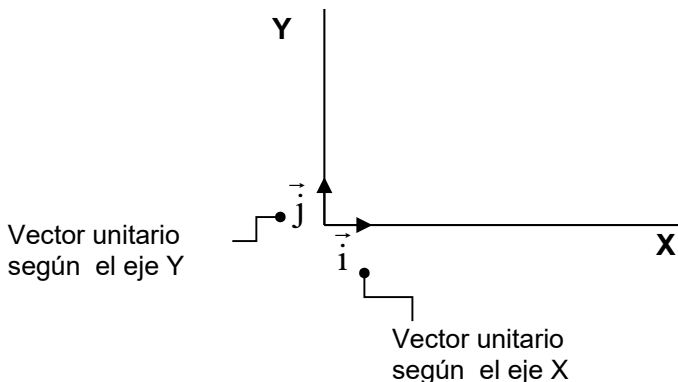 Y
j
Vector unitario
según el eje Y
i
X
Vector unitario
según el eje X